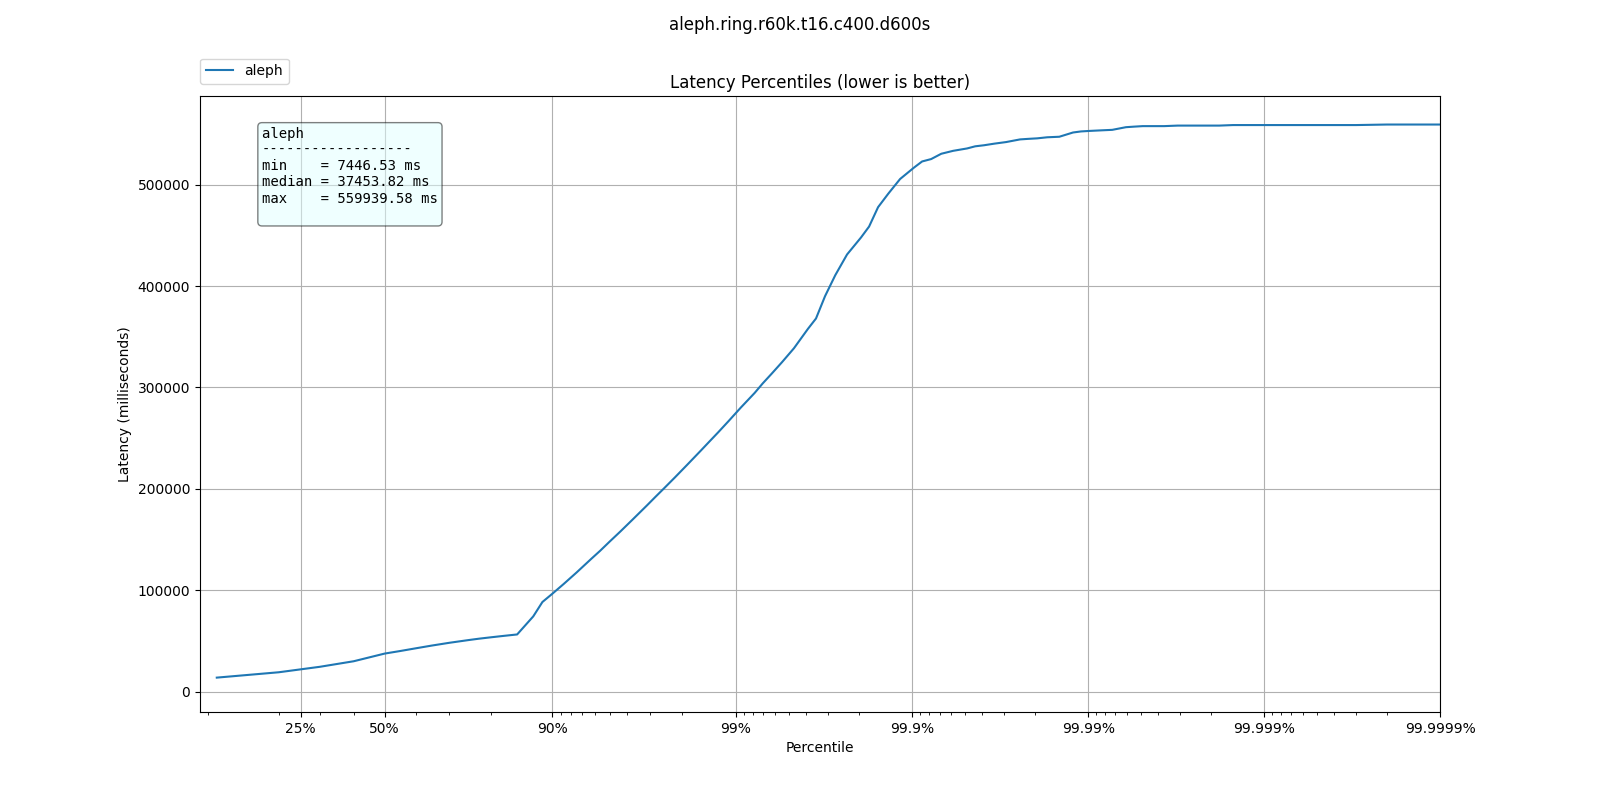 aleph.ring.r60k.t16.c400.d600s
aleph
Latency Percentiles (lower is better)
aleph
------------------
min    = 7446.53 ms
median = 37453.82 ms
max    = 559939.58 ms
500000
400000
300000
200000
100000
0
Latency (milliseconds)
25% 50% 90% 99% 99.9% 99.99% 99.999% 99.9999%
Percentile